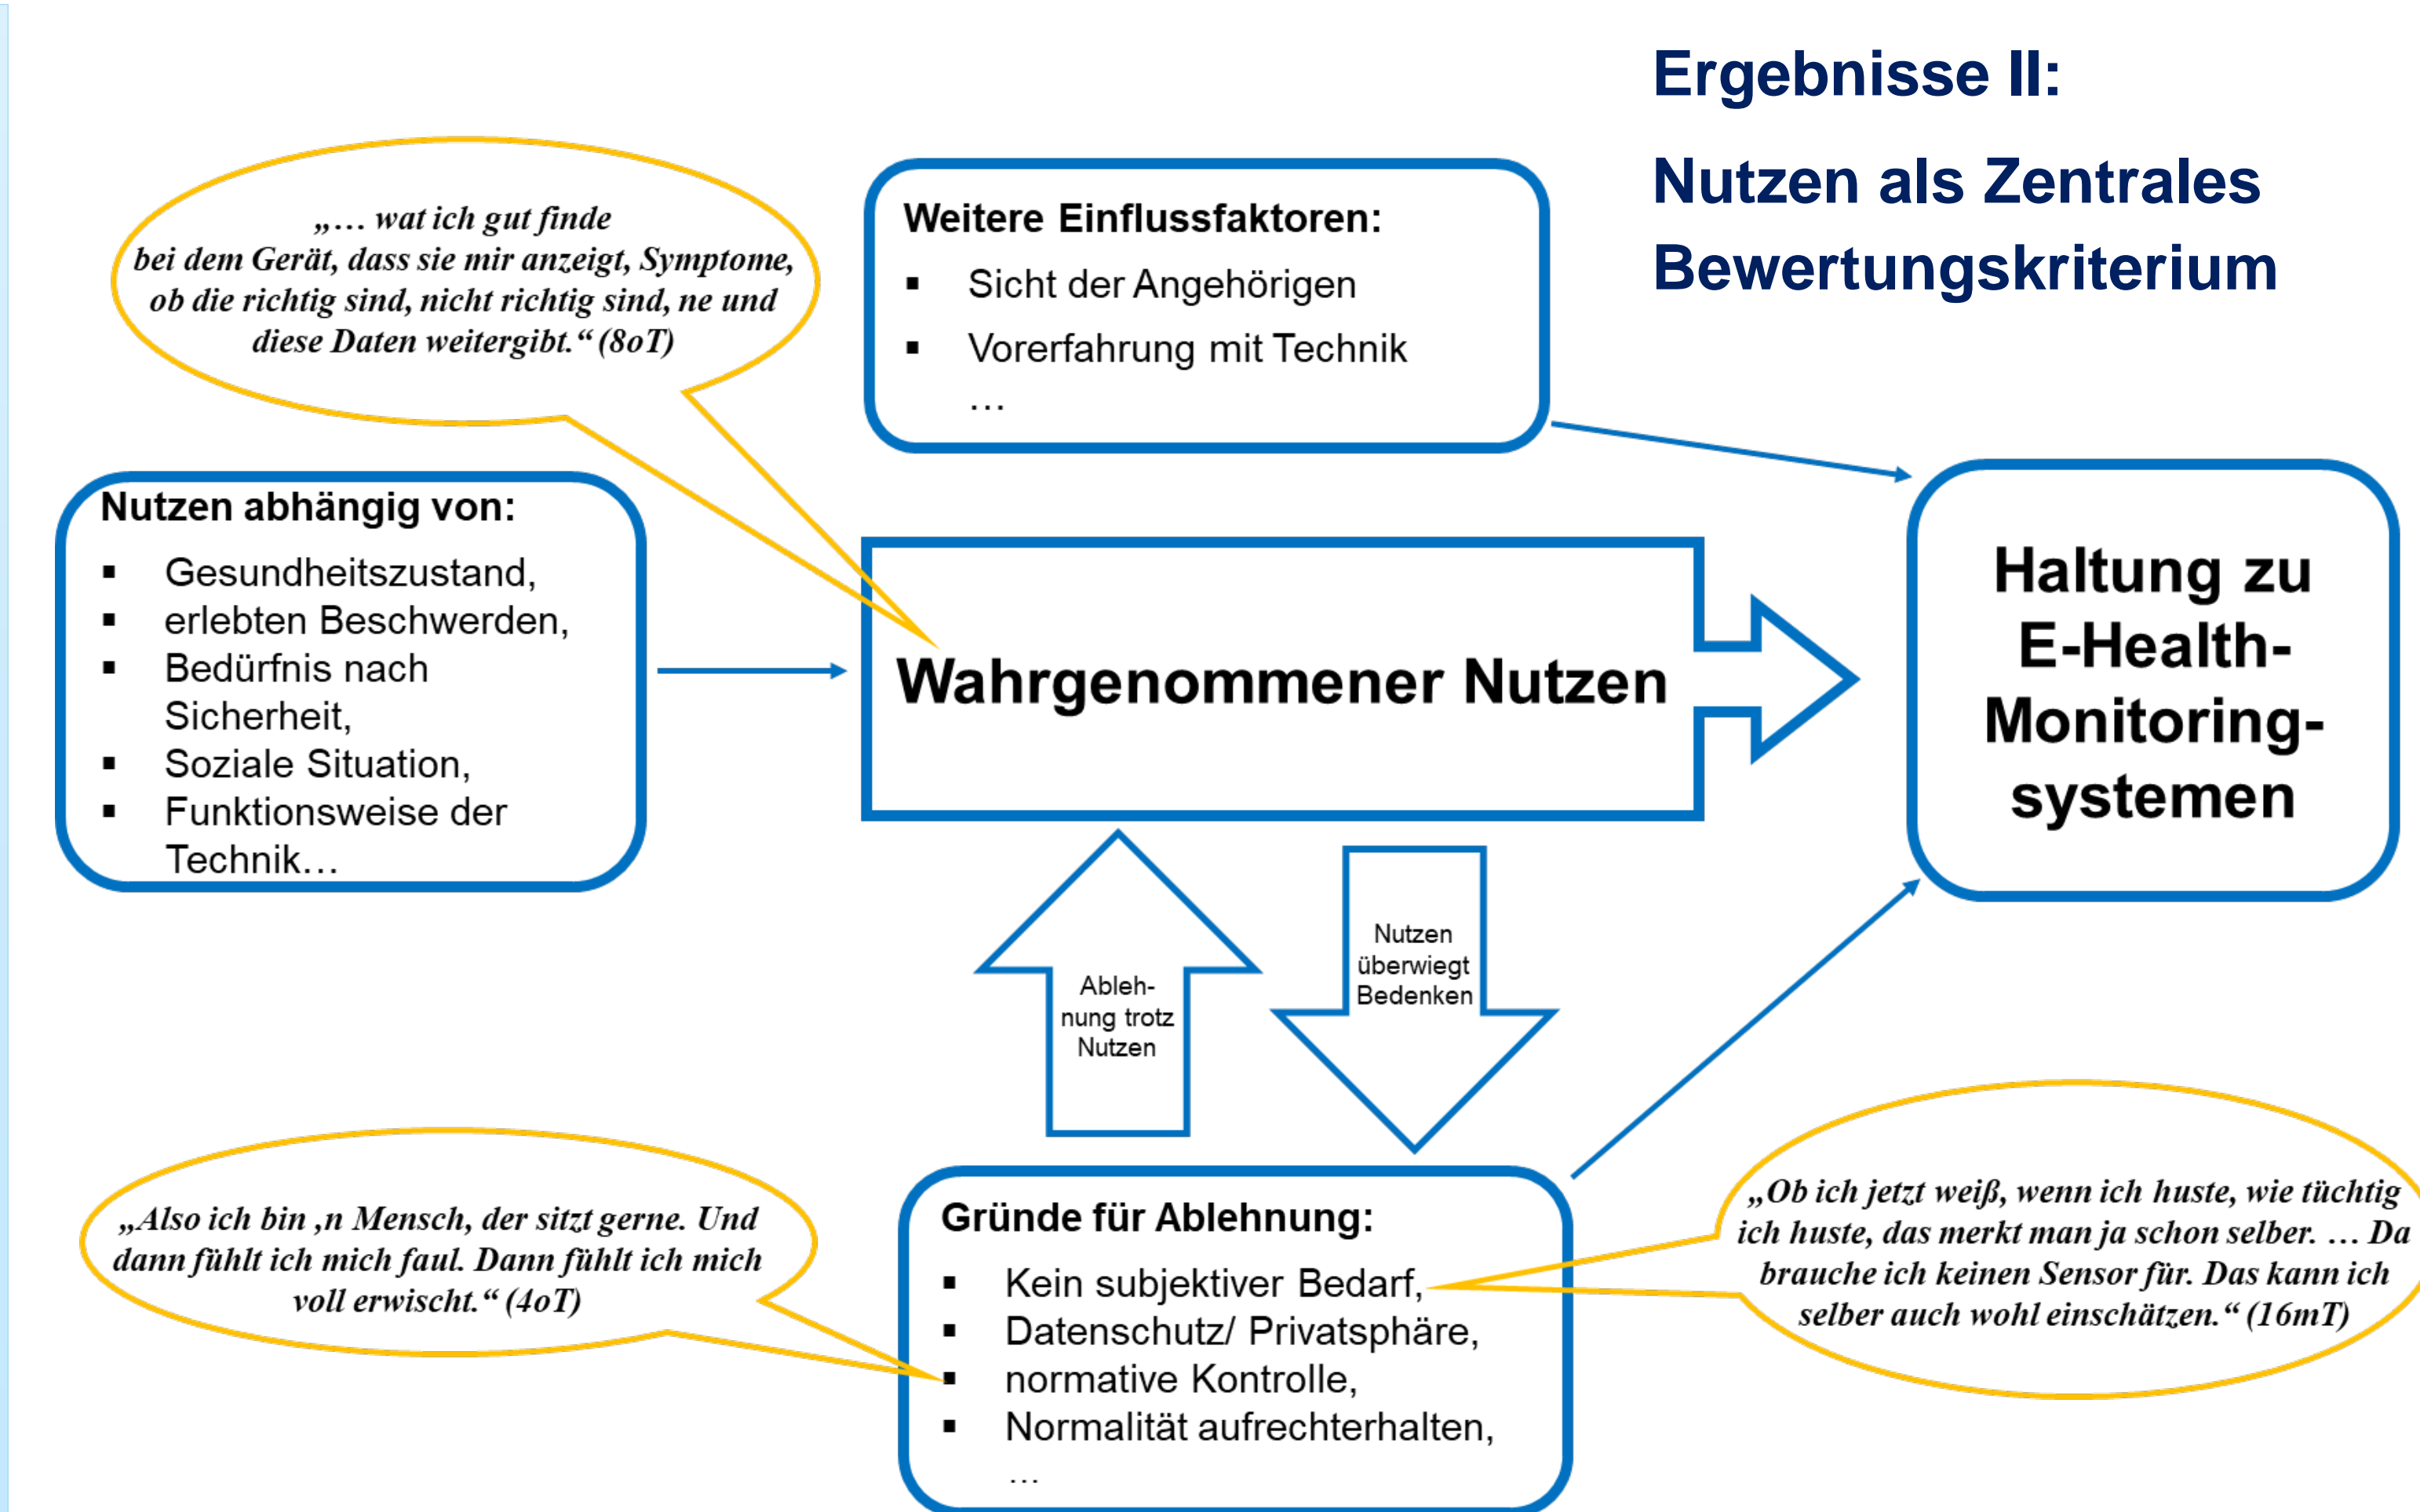 Ergebnisse II:
Nutzen als Zentrales
Bewertungskriterium
„… wat ich gut finde
bei dem Gerät, dass sie mir anzeigt, Symptome,
ob die richtig sind, nicht richtig sind, ne und
diese Daten weitergibt.“ (8oT)
Weitere Einflussfaktoren:
▪ Sicht der Angehörigen
▪ Vorerfahrung mit Technik
…
Nutzen abhängig von:
▪ Gesundheitszustand,
▪ erlebten Beschwerden,
▪ Bedürfnis nach
Sicherheit,
▪ Soziale Situation,
▪ Funktionsweise der
Technik…
Wahrgenommener Nutzen
Haltung zu
E-Health-
Monitoring-
systemen
Ableh-
nung trotz
Nutzen
Nutzen
überwiegt
Bedenken
„Also ich bin ‚n Mensch, der sitzt gerne. Und
dann fühlt ich mich faul. Dann fühlt ich mich
voll erwischt.“ (4oT)
Gründe für Ablehnung:
▪ Kein subjektiver Bedarf,
▪ Datenschutz/ Privatsphäre,
▪ normative Kontrolle,
▪ Normalität aufrechterhalten,
…
„Ob ich jetzt weiß, wenn ich huste, wie tüchtig
ich huste, das merkt man ja schon selber. … Da
brauche ich keinen Sensor für. Das kann ich
selber auch wohl einschätzen.“ (16mT)